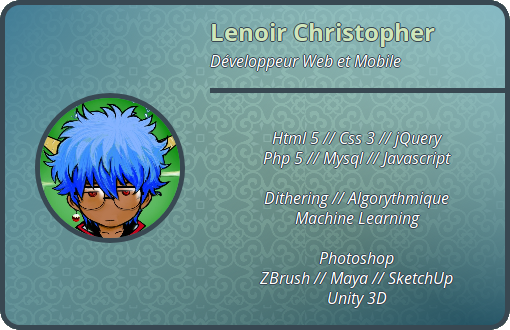 Lenoir Christopher
Développeur Web et Mobile
Html 5 // Css 3 // jQuery
Php 5 // Mysql // Javascript
Dithering // Algorythmique
Machine Learning
Photoshop
ZBrush // Maya // SketchUp
Unity 3D